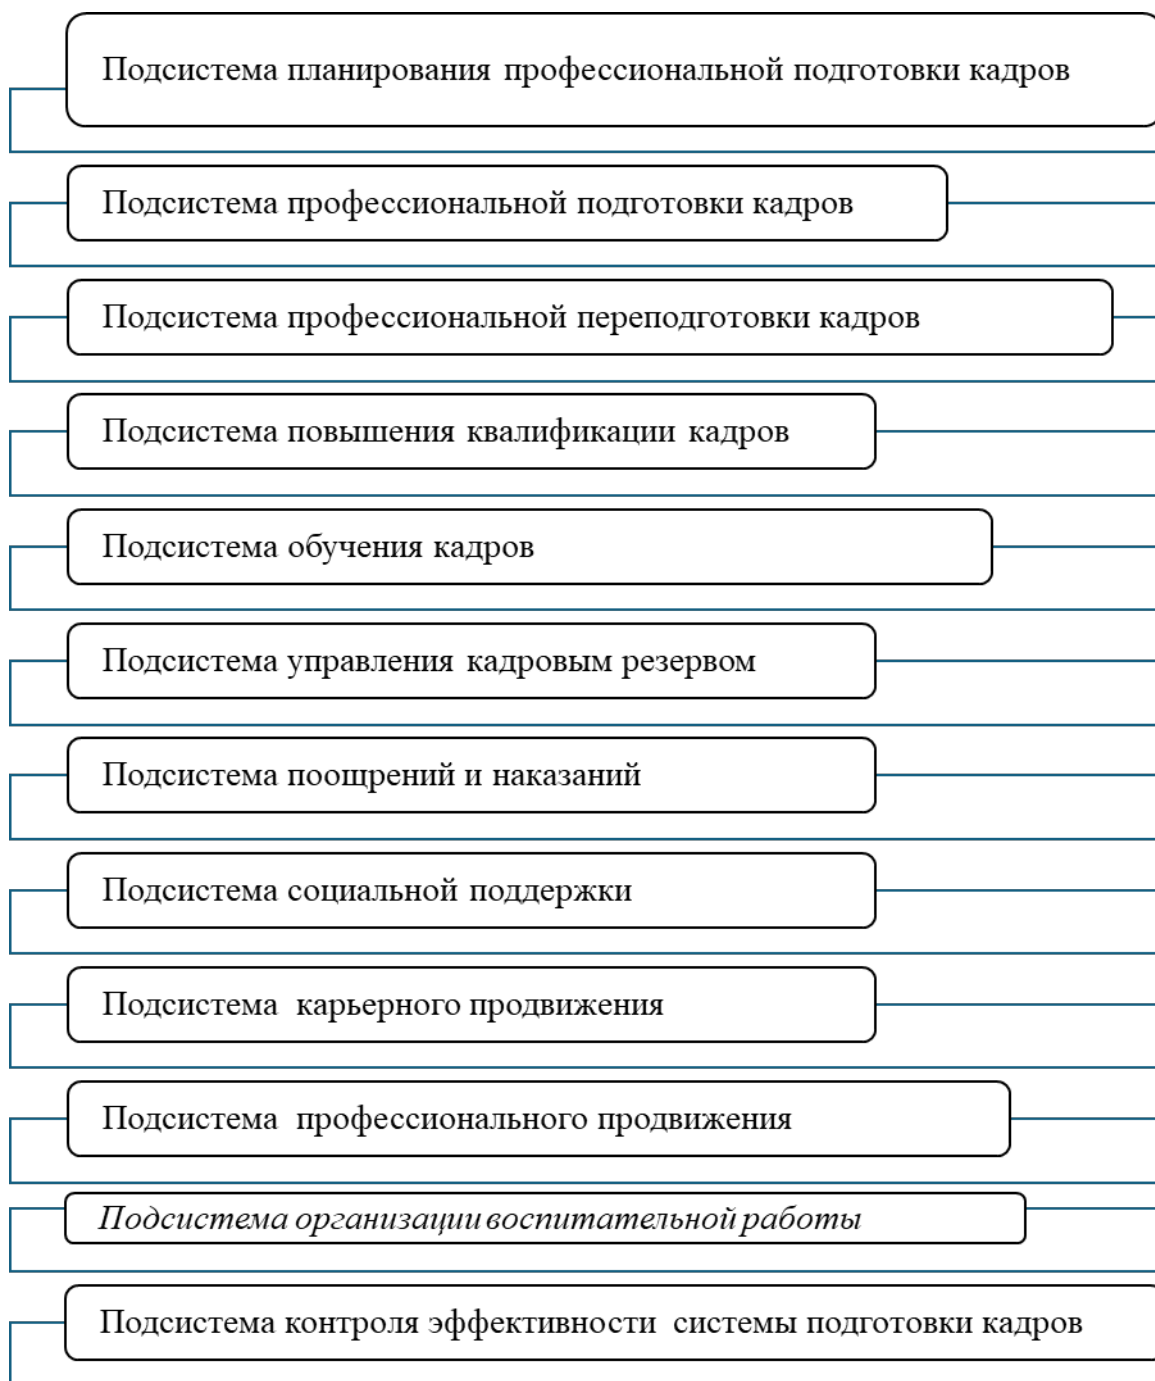 Подсистема планирования профессиональной подготовки кадров
Подсистема профессиональной подготовки кадров
Подсистема профессиональной переподготовки кадров
Подсистема повышения квалификации кадров
Подсистема обучения кадров
Подсистема управления кадровым резервом
Подсистема поощрений и наказаний
Подсистема социальной поддержки
Подсистема карьерного продвижения
Подсистема профессионального продвижения
Подсистема организации воспитательной работы
Подсистема контроля эффективности системы подготовки кадров